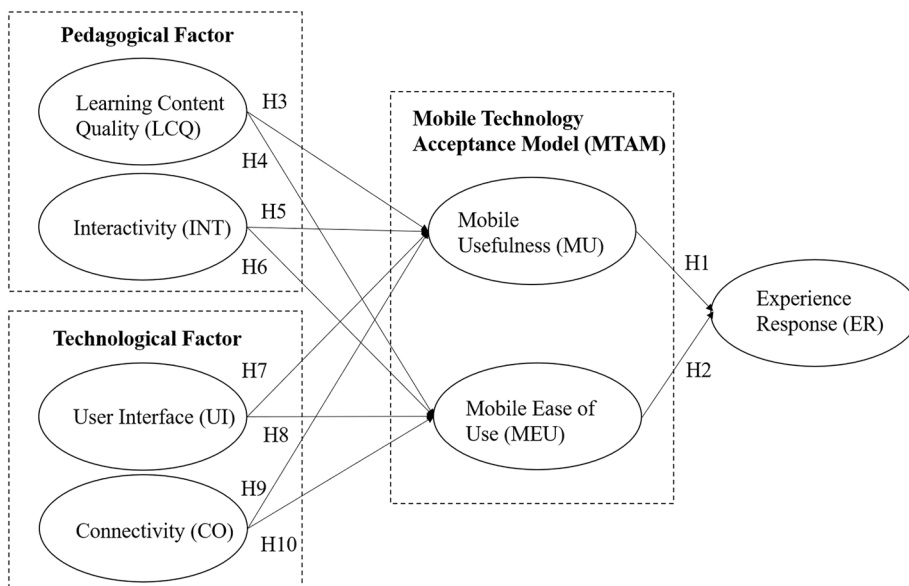 Pedagogical Factor
Learning Content
Quality (LCQ)
Interactivity (INT)
H3
H4
H5
H6
Technological Factor
User Interface (UI)
Connectivity (CO)
H7
H8
H9
H10
Mobile Technology
Acceptance Model (MTAM)
Mobile
Usefulness (MU)
Mobile Ease of
Use (MEU)
H1
H2
Experience
Response (ER)